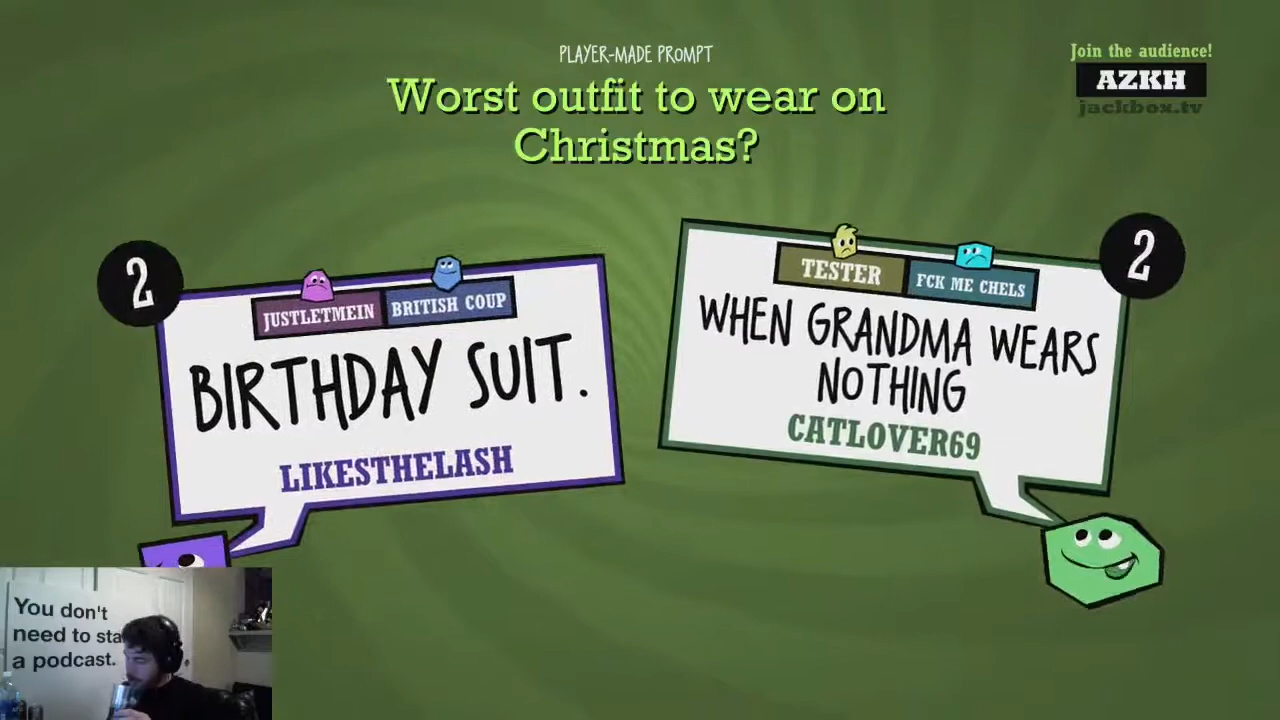 PLAYER-MADE PROMPT
Worst outfit to wear on
Christmas?
Join the audience!
AZKH
jackbox.tv
2
JUSTLETMEIN BRITISH COUP
BIRTHDAY SUIT.
LIKESTHELASH
2
TESTER FCK ME CHELS
WHEN GRANDMA WEARS
NOTHING
CATLOVER69
You don't
need to sta
a podcast.